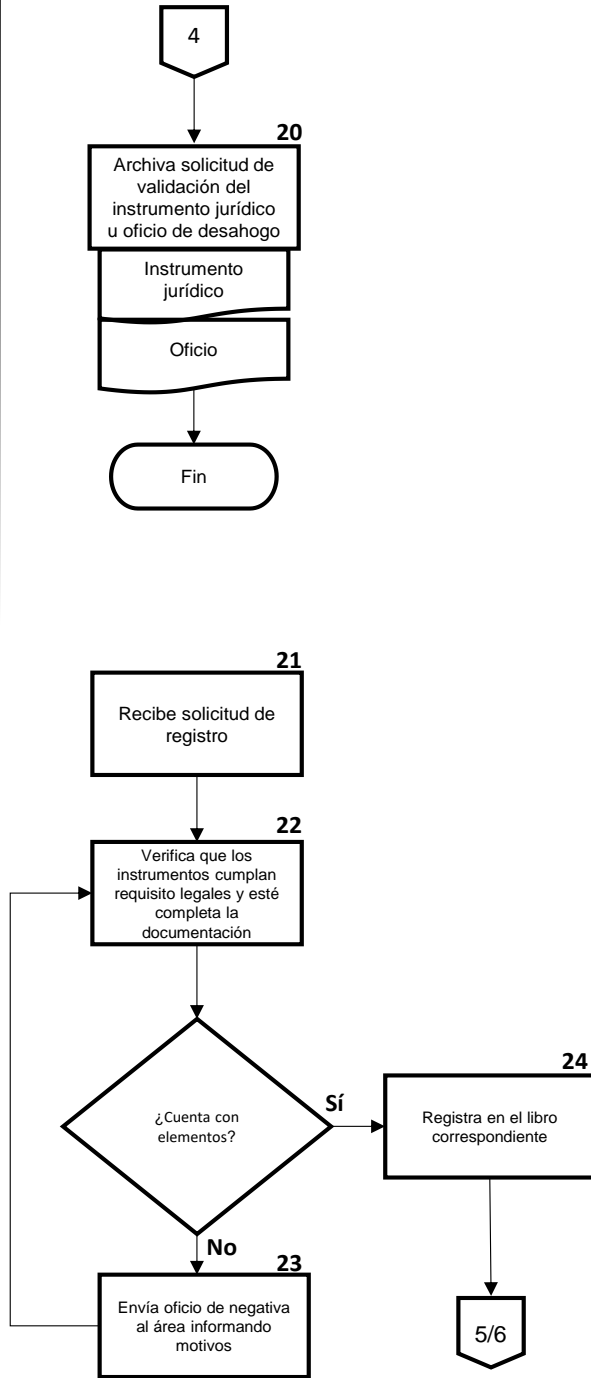 4
20
Archiva solicitud de
validación del
instrumento jurídico
u oficio de desahogo
Instrumento
jurídico
Oficio
Fin
21
Recibe solicitud de
registro
22
Verifica que los
instrumentos cumplan
requisito legales y esté
completa la
documentación
¿Cuenta con
elementos?
Sí
24
Registra en el libro
correspondiente
No
23
Envía oficio de negativa
al área informando
motivos
5/6